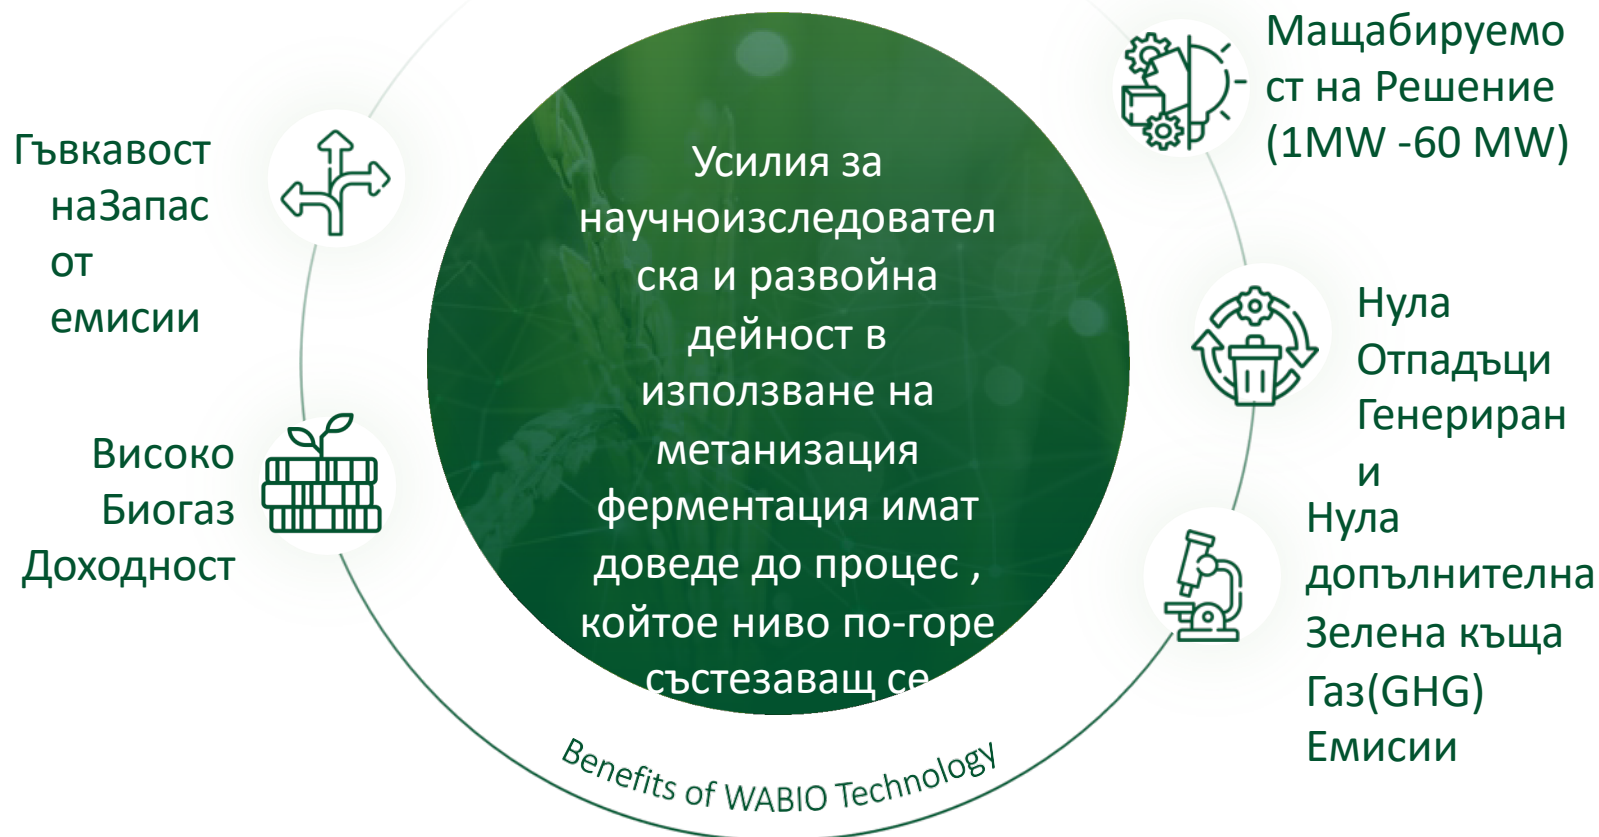 Гъвкавост
наЗапас
от
емисии
Високо
Биогаз
Доходност
Усилия за
научноизследовател
ска и развойна
дейност в
използване на
метанизация
ферментация имат
доведе до процес ,
койтое ниво по-горе
състезаващ се
Мащабируемо
ст на Решение
(1MW -60 MW)
Нула
Отпадъци
Генериран
и
Нула
допълнителна
Зелена къща
Газ(GHG)
Емисии
Benefits of WABIO Technology